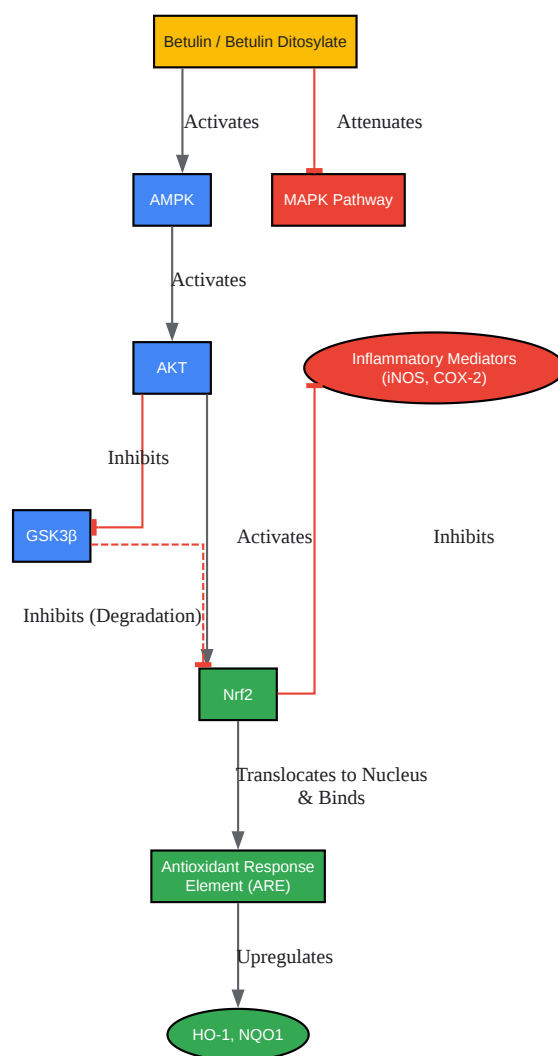 Betulin / Betulin Ditosylate
Activates
Attenuates
AMPK
MAPK Pathway
Activates
AKT
Inflammatory Mediators
(iNOS, COX-2)
Inhibits
GSK3β
Activates
Inhibits
Inhibits (Degradation)
Nrf2
Translocates to Nucleus
& Binds
Antioxidant Response
Element (ARE)
Upregulates
HO-1, NQO1